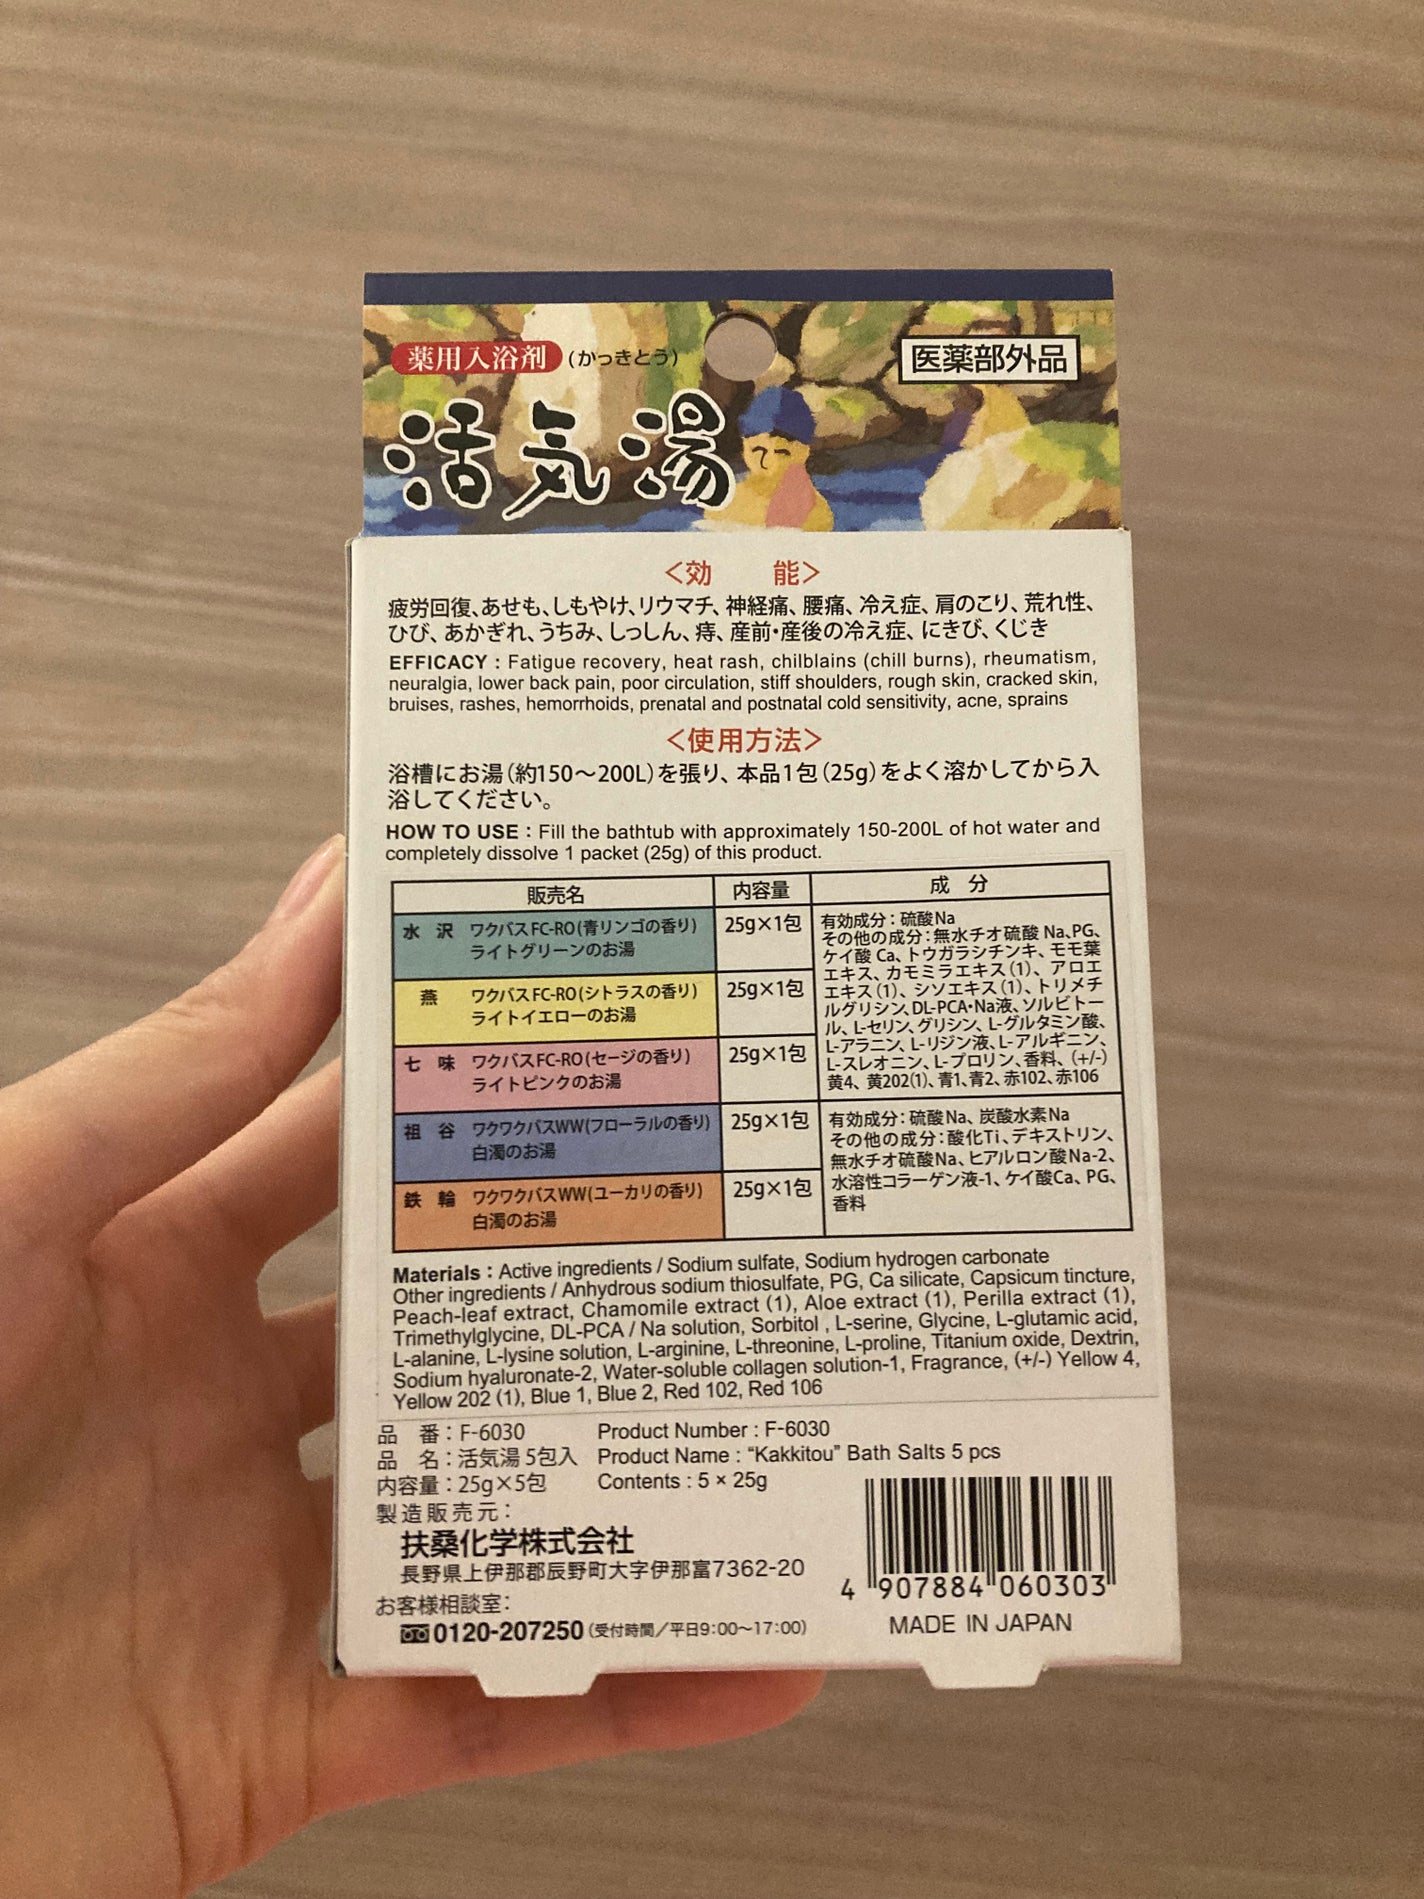 薬用入浴剤 (かっきとう)
医薬部外品
活気湯
<効 能>
疲労回復、あせも、しもやけ、リウマチ、神経痛、腰痛、冷え症、肩のこり、荒れ性、
ひび、あかぎれ、うちみ、しっしん、痔、産前・産後の冷え症、にきび、くじき
EFFICACY : Fatigue recovery, heat rash, chilblains (chill burns), rheumatism,
neuralgia, lower back pain, poor circulation, stiff shoulders, rough skin, cracked skin,
bruises, rashes, hemorrhoids, prenatal and postnatal cold sensitivity, acne, sprains
<使用方法>
浴槽にお湯(約150〜200L)を張り、本品1包(25g)をよく溶かしてから入
浴してください。
HOW TO USE : Fill the bathtub with approximately 150-200L of hot water and
completely dissolve 1 packet (25g) of this product.
販売名 内容量 成 分
水 沢 ワクバスFC-RO(青リンゴの香り) 25g×1包
ライトグリーンのお湯
燕 ワクバスFC-RO(シトラスの香り) 25g×1包
ライトイエローのお湯
七 味 ワクバスFC-RO(セージの香り) 25g×1包
ライトピンクのお湯
有効成分:硫酸Na
その他の成分:無水チオ硫酸 Na、PG、
ケイ酸 Ca、トウガラシチンキ、モモ葉
エキス、カモミラエキス(1)、アロエ
エキス(1)、シソエキス(1)、トリメチ
ルグリシン、DL-PCA・Na液、ソルビトー
ル、L-セリン、グリシン、L-グルタミン酸、
L-アラニン、L-リジン液、L-アルギニン、
L-スレオニン、L-プロリン、香料、(+/-)
黄4、黄202(1)、青1、青2、赤102、赤106
祖 谷 ワクワクバスWW(フローラルの香り) 25g×1包
白濁のお湯
鉄 輪 ワクワクバスWW(ユーカリの香り) 25g×1包
白濁のお湯
有効成分:硫酸Na、炭酸水素Na
その他の成分:酸化Ti、デキストリン、
無水チオ硫酸Na、ヒアルロン酸Na-2、
水溶性コラーゲン液-1、ケイ酸Ca、PG、
香料
Materials : Active ingredients / Sodium sulfate, Sodium hydrogen carbonate
Other ingredients / Anhydrous sodium thiosulfate, PG, Ca silicate, Capsicum tincture,
Peach-leaf extract, Chamomile extract (1), Aloe extract (1), Perilla extract (1),
Trimethylglycine, DL-PCA / Na solution, Sorbitol , L-serine, Glycine, L-glutamic acid,
L-alanine, L-lysine solution, L-arginine, L-threonine, L-proline, Titanium oxide, Dextrin,
Sodium hyaluronate-2, Water-soluble collagen solution-1, Fragrance, (+/-) Yellow 4,
Yellow 202 (1), Blue 1, Blue 2, Red 102, Red 106
品 番:F-6030 Product Number : F-6030
品 名:活気湯 5包入 Product Name : “Kakkitou” Bath Salts 5 pcs
内容量:25g×5包 Contents : 5 × 25g
製造販売元:
扶桑化学株式会社
長野県上伊那郡辰野町大字伊那富7362-20
お客様相談室:
0120-207250(受付時間/平日9:00〜17:00)
4 907884 060303
MADE IN JAPAN